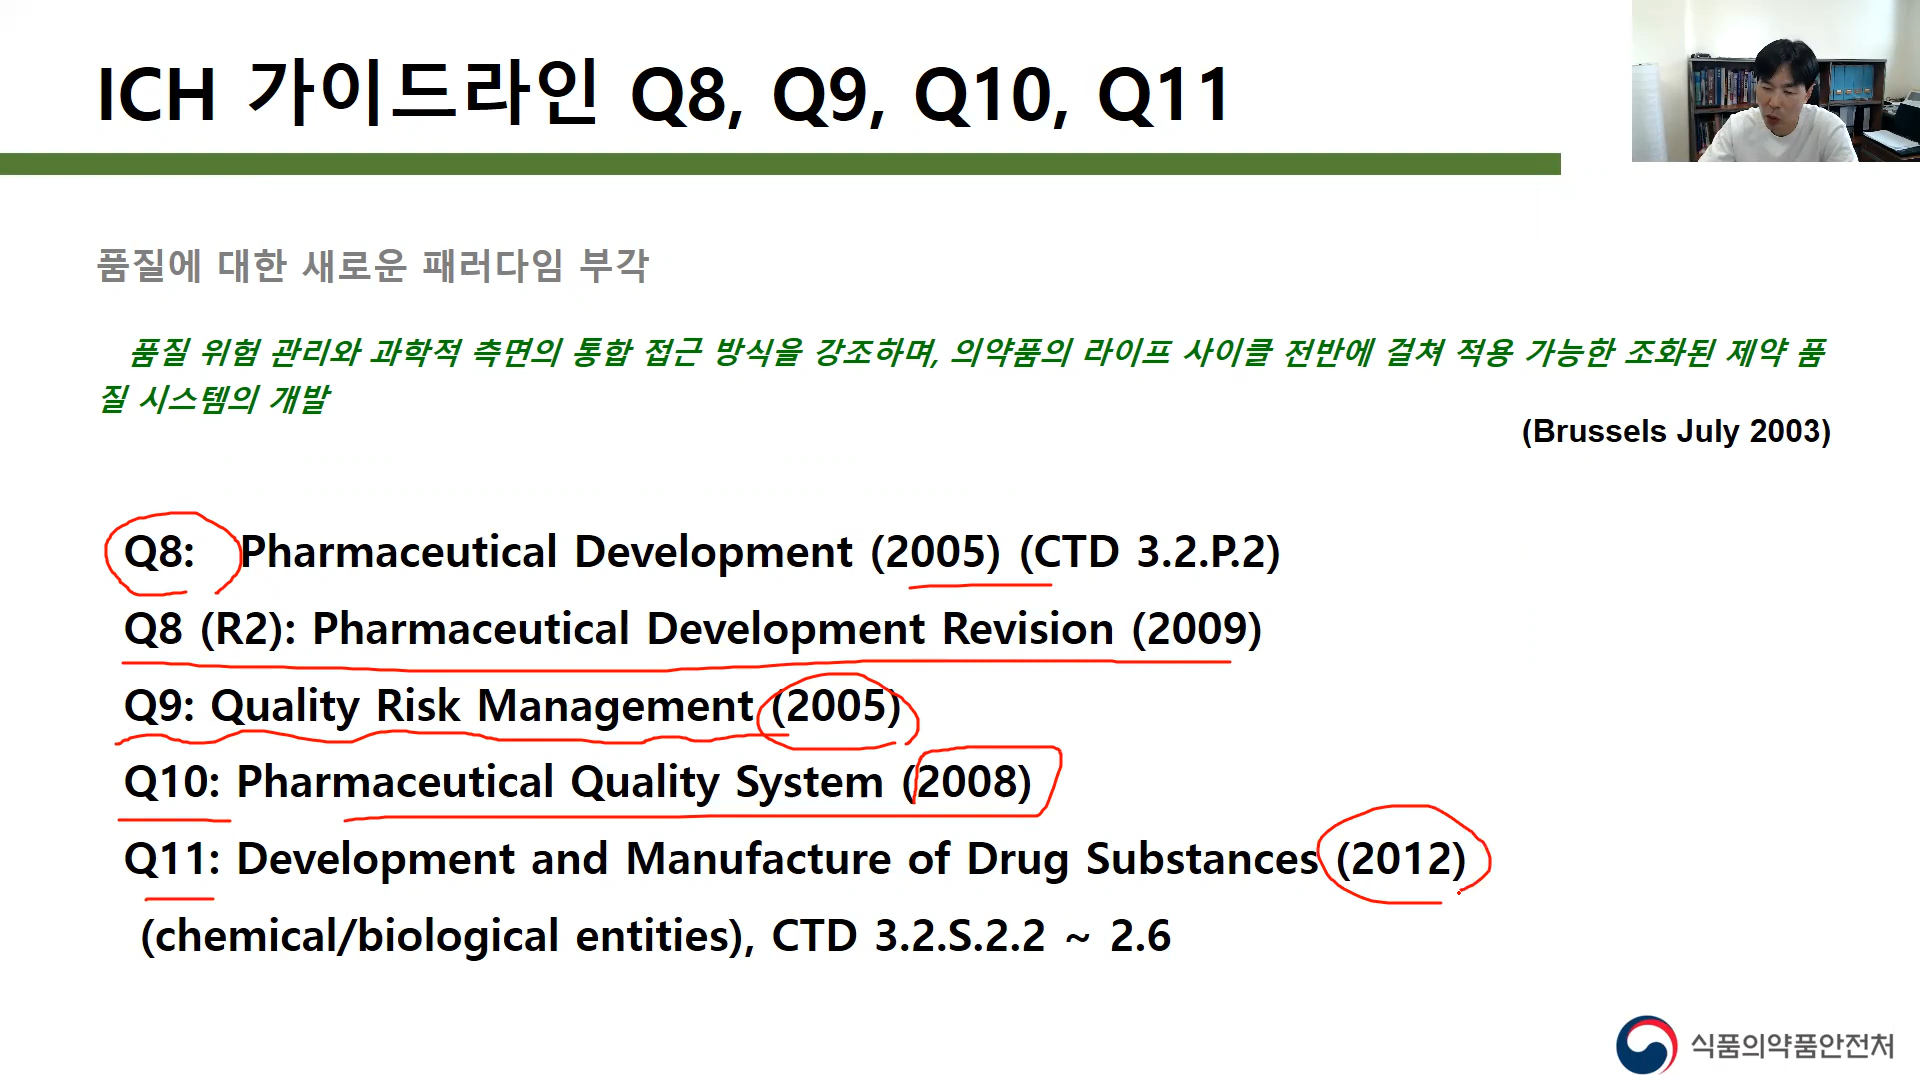 ICH 가이드라인 Q8, Q9, Q10, Q11
품질에 대한 새로운 패러다임 부각
품질 위험 관리와 과학적 측면의 통합 접근 방식을 강조하며, 의약품의 라이프 사이클 전반에 걸쳐 적용 가능한 조화된 제약 품
질 시스템의 개발
(Brussels July 2003)
Q8: Pharmaceutical Development (2005) (CTD 3.2.P.2)
Q8 (R2): Pharmaceutical Development Revision (2009)
Q9: Quality Risk Management (2005)
Q10: Pharmaceutical Quality System (2008)
Q11: Development and Manufacture of Drug Substances (2012)
(chemical/biological entities), CTD 3.2.S.2.2 ~ 2.6
식품의약품안전처